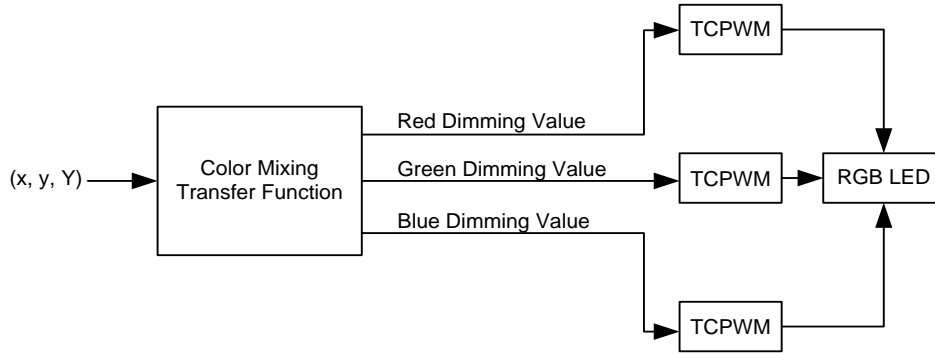 TCPWM
Red Dimming Value
(x, y, Y)
Color Mixing
Transfer Function
Green Dimming Value
TCPWM
RGB LED
Blue Dimming Value
TCPWM